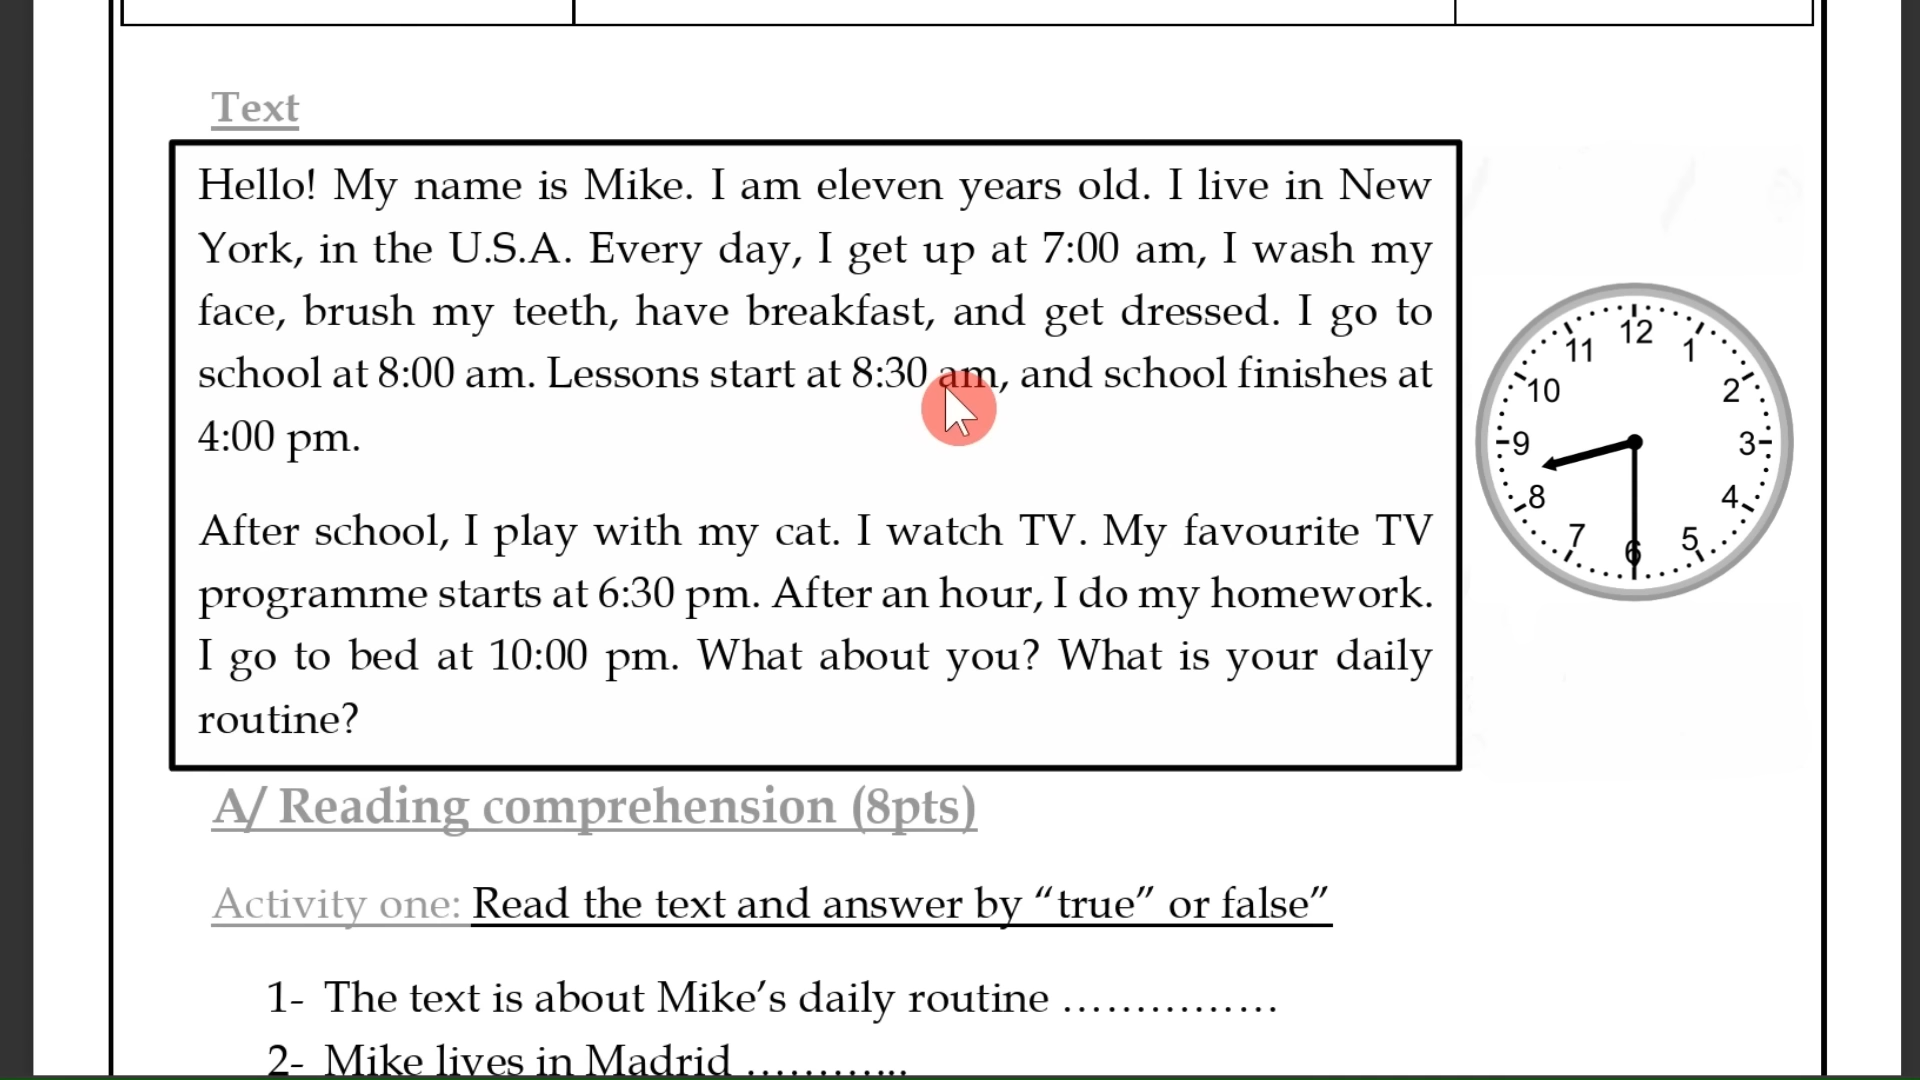 Text
Hello! My name is Mike. I am eleven years old. I live in New
York, in the U.S.A. Every day, I get up at 7:00 am, I wash my
face, brush my teeth, have breakfast, and get dressed. I go to
school at 8:00 am. Lessons start at 8:30 am, and school finishes at
4:00 pm.
After school, I play with my cat. I watch TV. My favourite TV
programme starts at 6:30 pm. After an hour, I do my homework.
I go to bed at 10:00 pm. What about you? What is your daily
routine?
12
1
2
3
4
5
6
7
8
9
10
11
A/ Reading comprehension (8pts)
Activity one: Read the text and answer by “true” or false”
1- The text is about Mike’s daily routine ……………
2- Mike lives in Madrid ………...